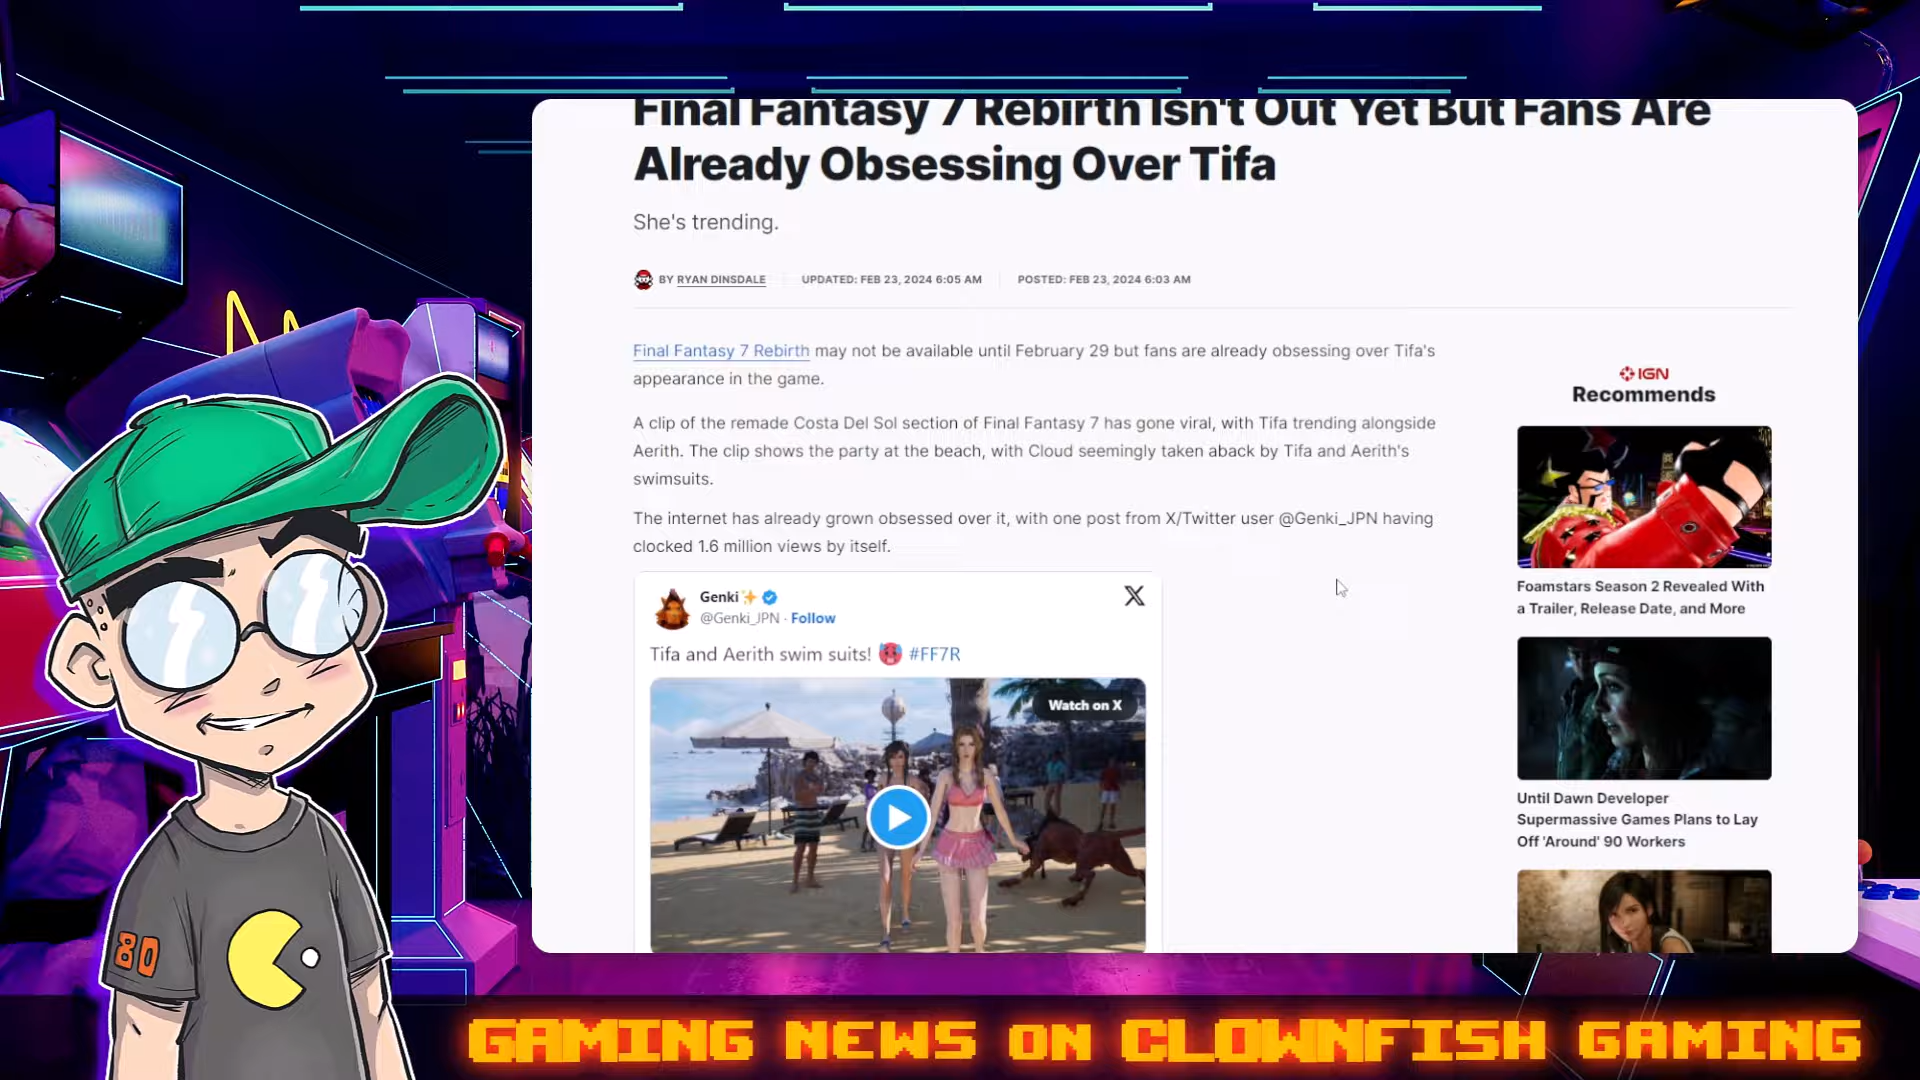 Final Fantasy 7 Rebirth Isn't Out Yet But Fans Are
Already Obsessing Over Tifa
She's trending.
BY RYAN DINSDALE UPDATED: FEB 23, 2024 6:05 AM POSTED: FEB 23, 2024 6:03 AM
Final Fantasy 7 Rebirth may not be available until February 29 but fans are already obsessing over Tifa's
appearance in the game.
A clip of the remade Costa Del Sol section of Final Fantasy 7 has gone viral, with Tifa trending alongside
Aerith. The clip shows the party at the beach, with Cloud seemingly taken aback by Tifa and Aerith's
swimsuits.
The internet has already grown obsessed over it, with one post from X/Twitter user @Genki_JPN having
clocked 1.6 million views by itself.
Genki✨
@Genki_JPN · Follow
Tifa and Aerith swim suits! 🥵 #FF7R
Watch on X
IGN
Recommends
Foamstars Season 2 Revealed With
a Trailer, Release Date, and More
Until Dawn Developer
Supermassive Games Plans to Lay
Off 'Around' 90 Workers
80
GAMING NEWS ON CLOWNFISH GAMING